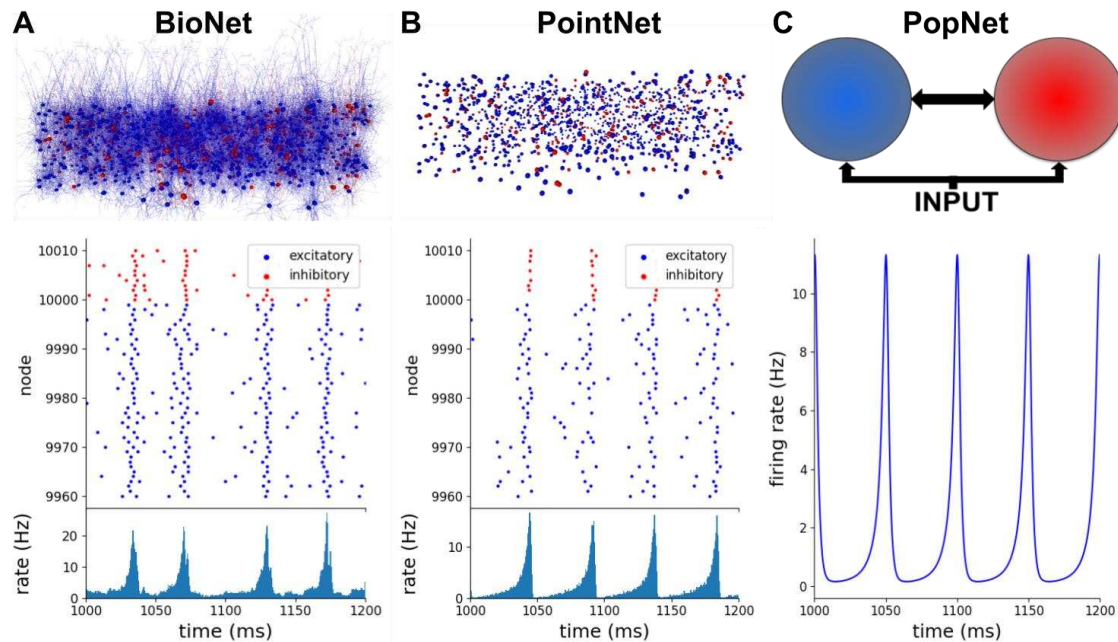 A BioNet
B PointNet
C PopNet
INPUT
10010
10000
9990
9980
9970
9960
node
excitatory
inhibitory
20
10
0
rate (Hz)
1000 1050 1100 1150 1200
time (ms)
10010
10000
9990
9980
9970
9960
node
excitatory
inhibitory
10
0
rate (Hz)
1000 1050 1100 1150 1200
time (ms)
10
8
6
4
2
0
firing rate (Hz)
1000 1050 1100 1150 1200
time (ms)